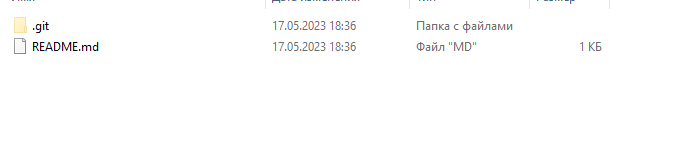 .git 17.05.2023 18:36 Папка с файлами
README.md 17.05.2023 18:36 Файл "MD" 1 КБ